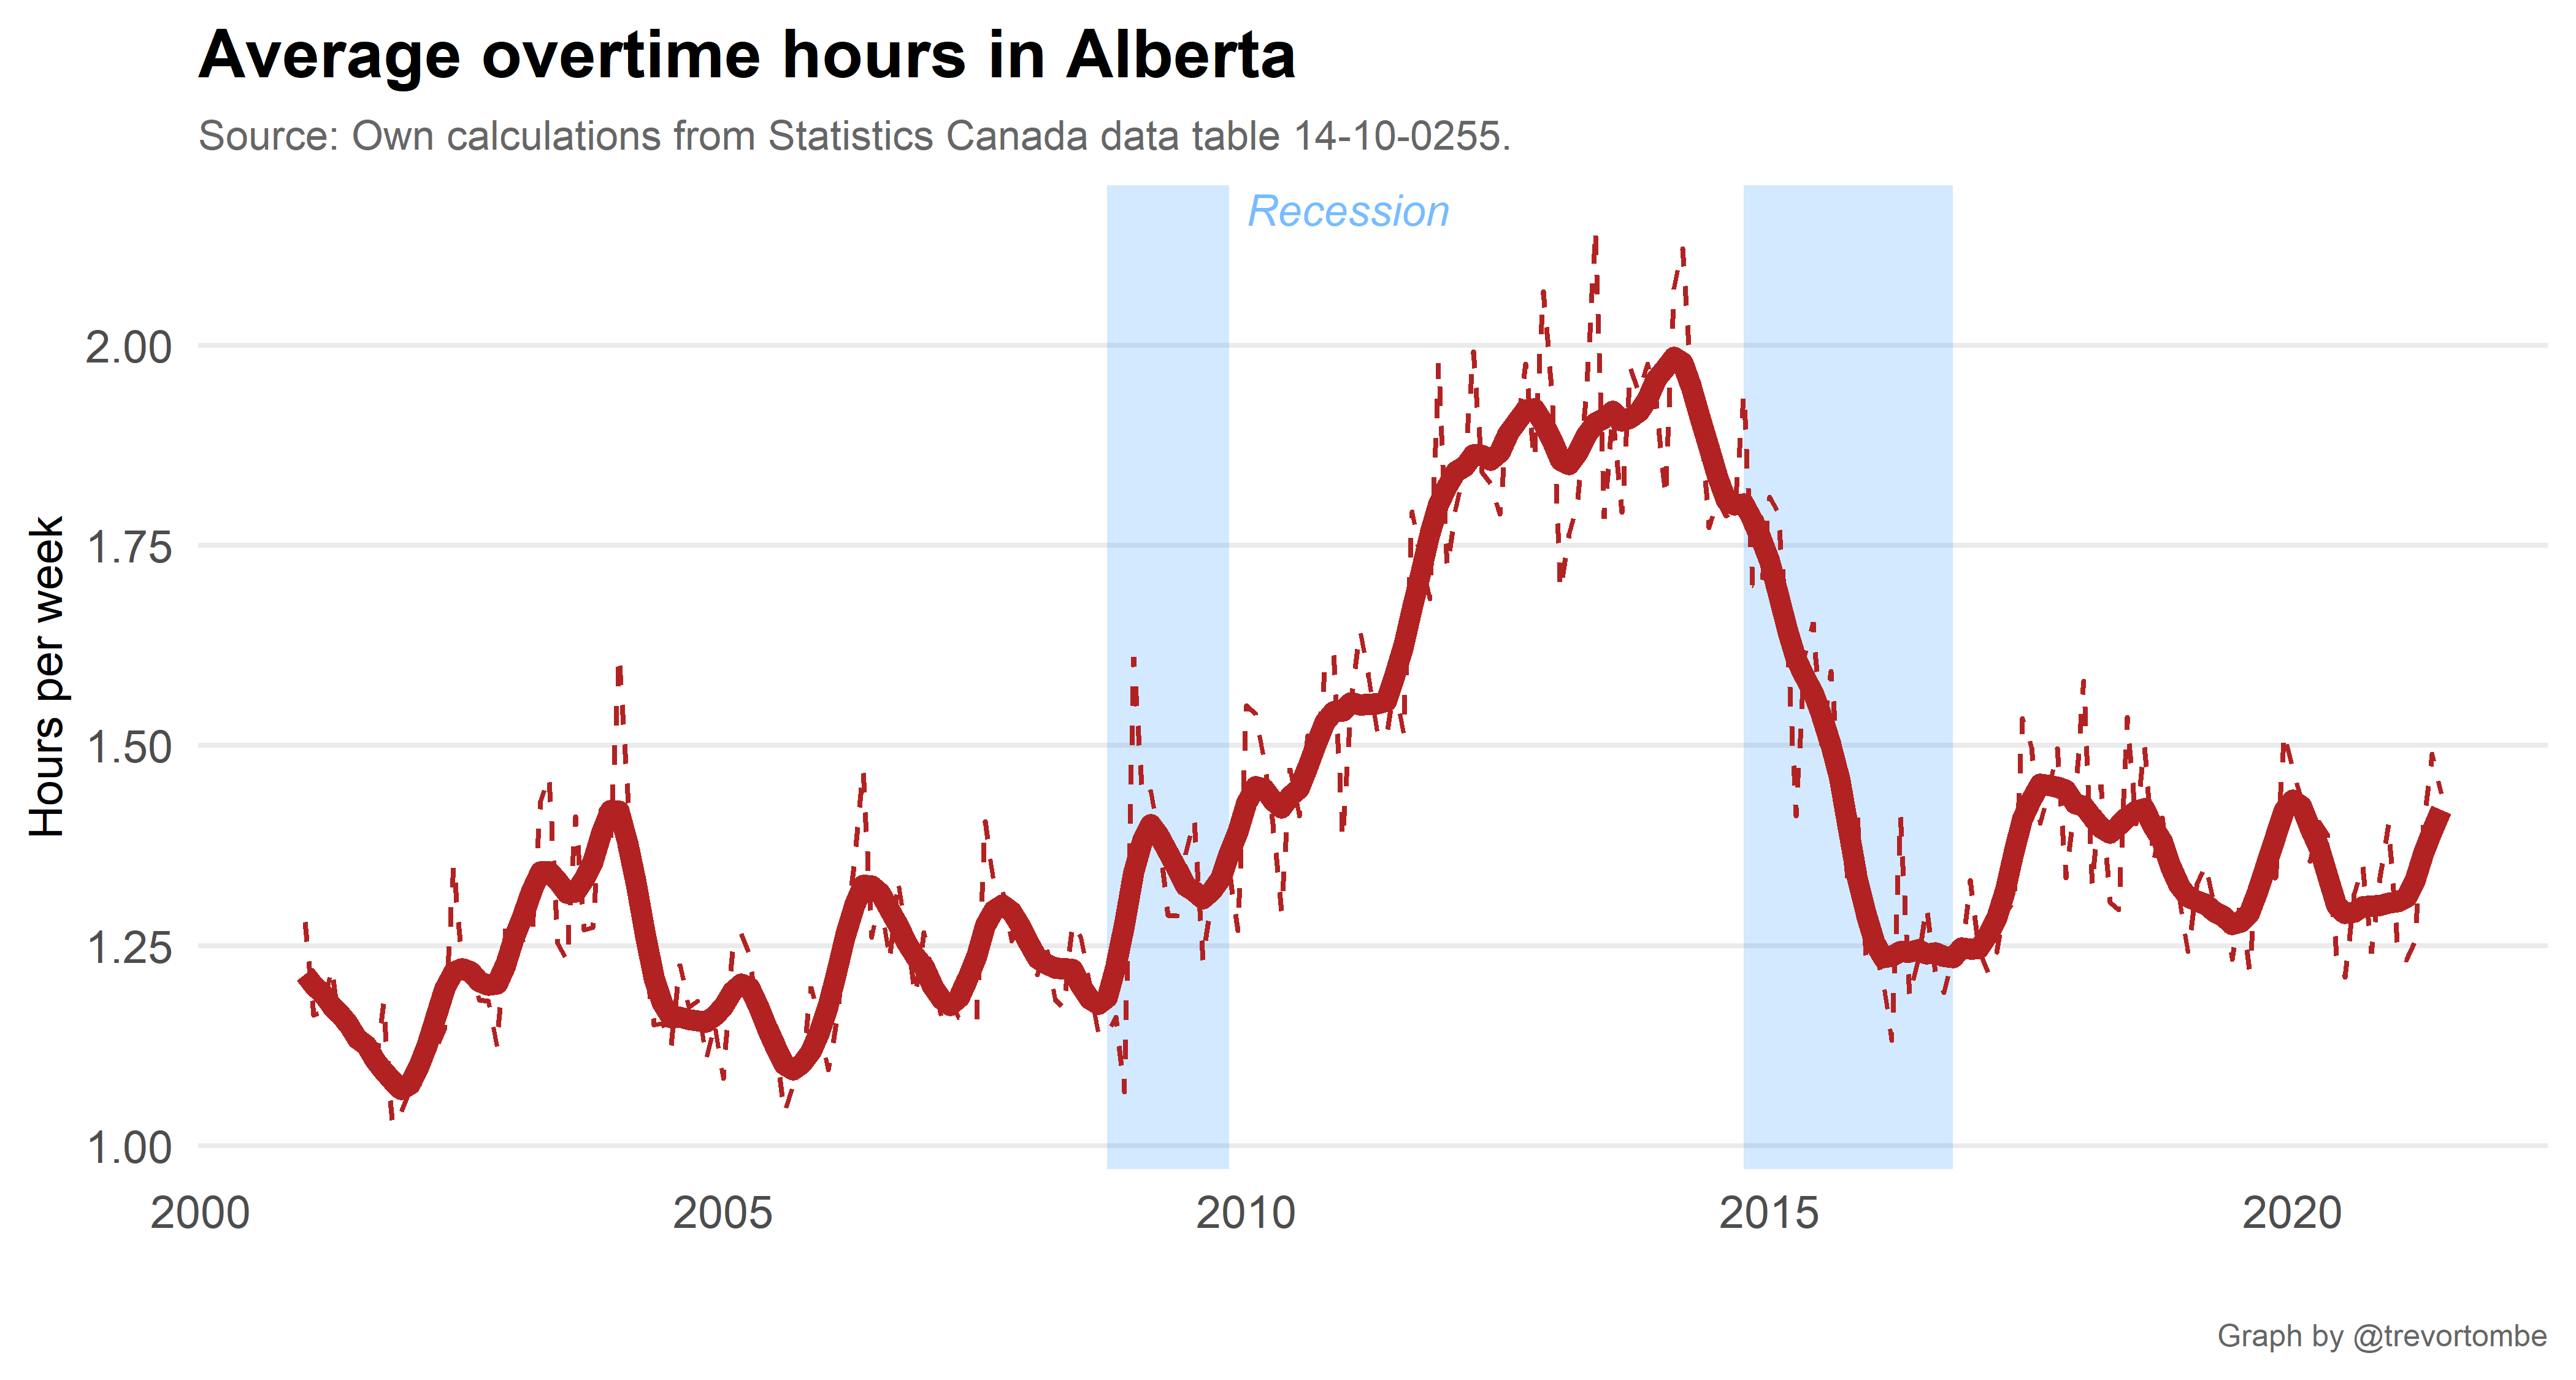 Average overtime hours in Alberta
Source: Own calculations from Statistics Canada data table 14-10-0255.
Recession
Hours per week
2.00
1.75
1.50
1.25
1.00
2000
2005
2010
2015
2020
Graph by @trevortombe